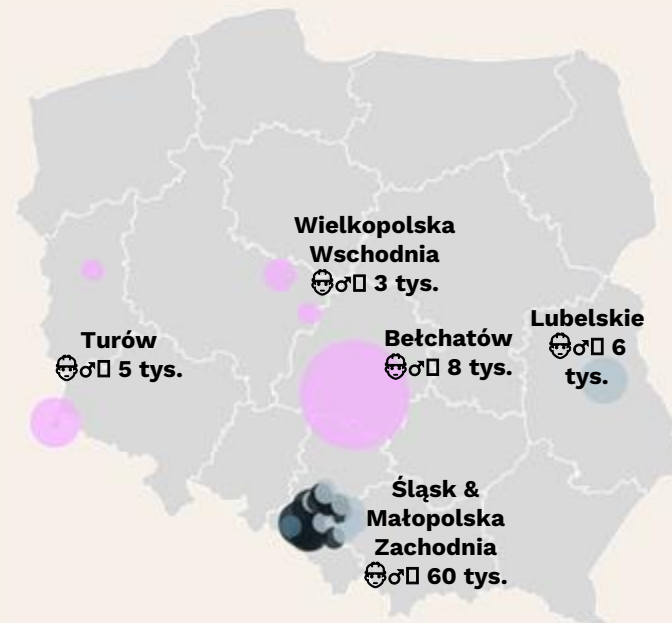 Wielkopolska
Wschodnia
👷♂▯ 3 tys.
Lubelskie
👷♂▯ 6
tys.
Turów
👷♂▯ 5 tys.
Bełchatów
👷♂▯ 8 tys.
Śląsk &
Małopolska
Zachodnia
👷♂▯ 60 tys.